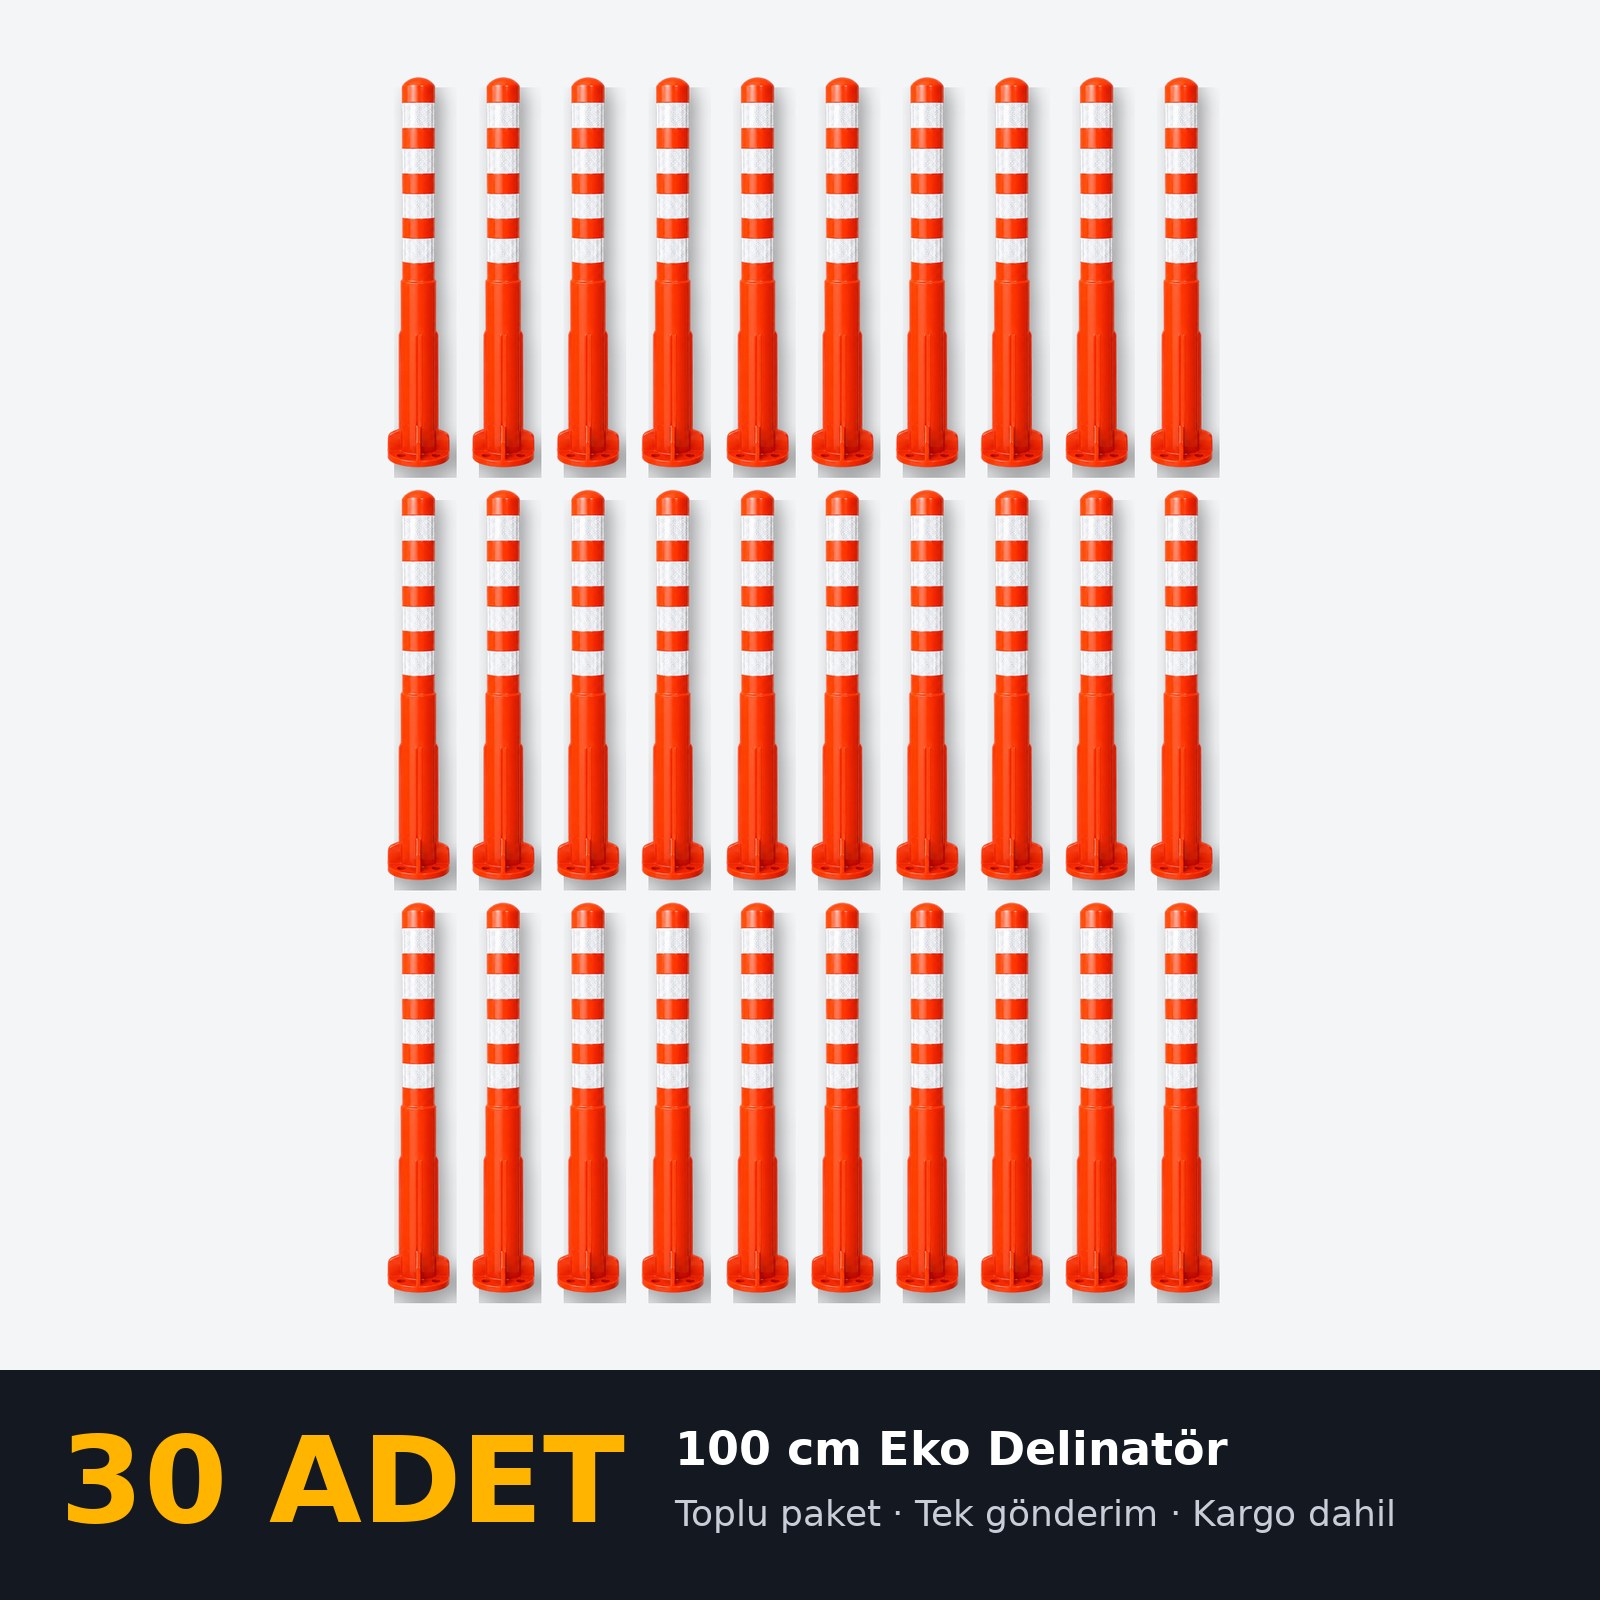 30 ADET
100 cm Eko Delinatör
Toplu paket · Tek gönderim · Kargo dahil